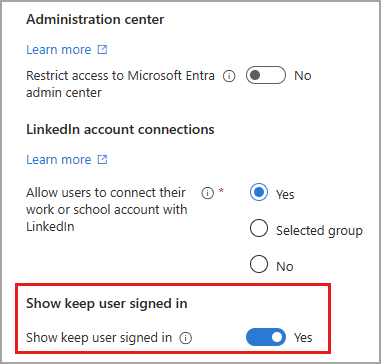 Administration center
Learn more
Restrict access to Microsoft Entra
admin center
No
LinkedIn account connections
Learn more
Allow users to connect their
work or school account with
LinkedIn
*
Yes
Selected group
No
Show keep user signed in
Show keep user signed in
Yes